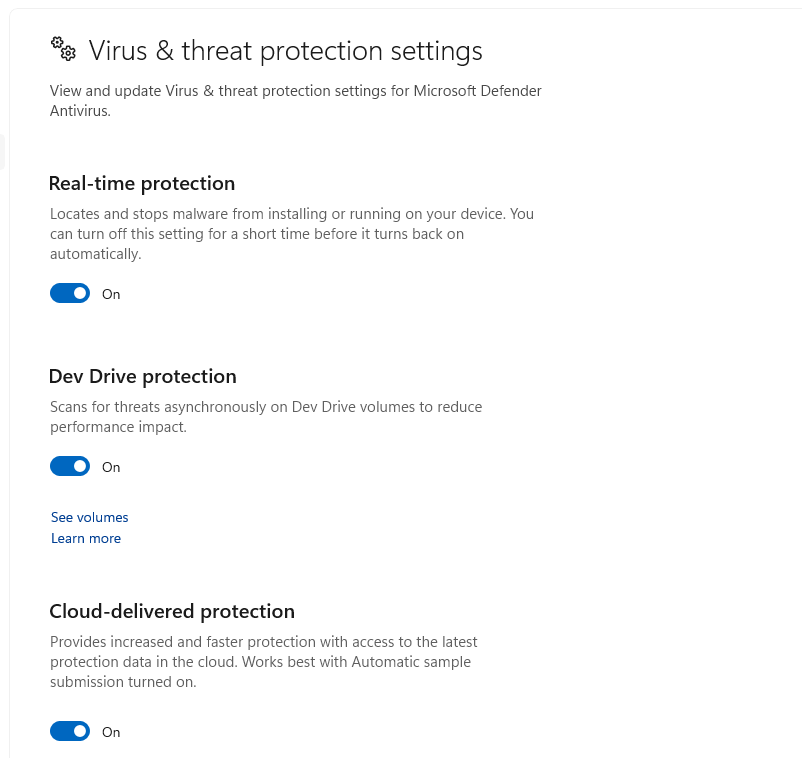 Virus & threat protection settings
View and update Virus & threat protection settings for Microsoft Defender
Antivirus.
Real-time protection
Locates and stops malware from installing or running on your device. You
can turn off this setting for a short time before it turns back on
automatically.
On
Dev Drive protection
Scans for threats asynchronously on Dev Drive volumes to reduce
performance impact.
On
See volumes
Learn more
Cloud-delivered protection
Provides increased and faster protection with access to the latest
protection data in the cloud. Works best with Automatic sample
submission turned on.
On